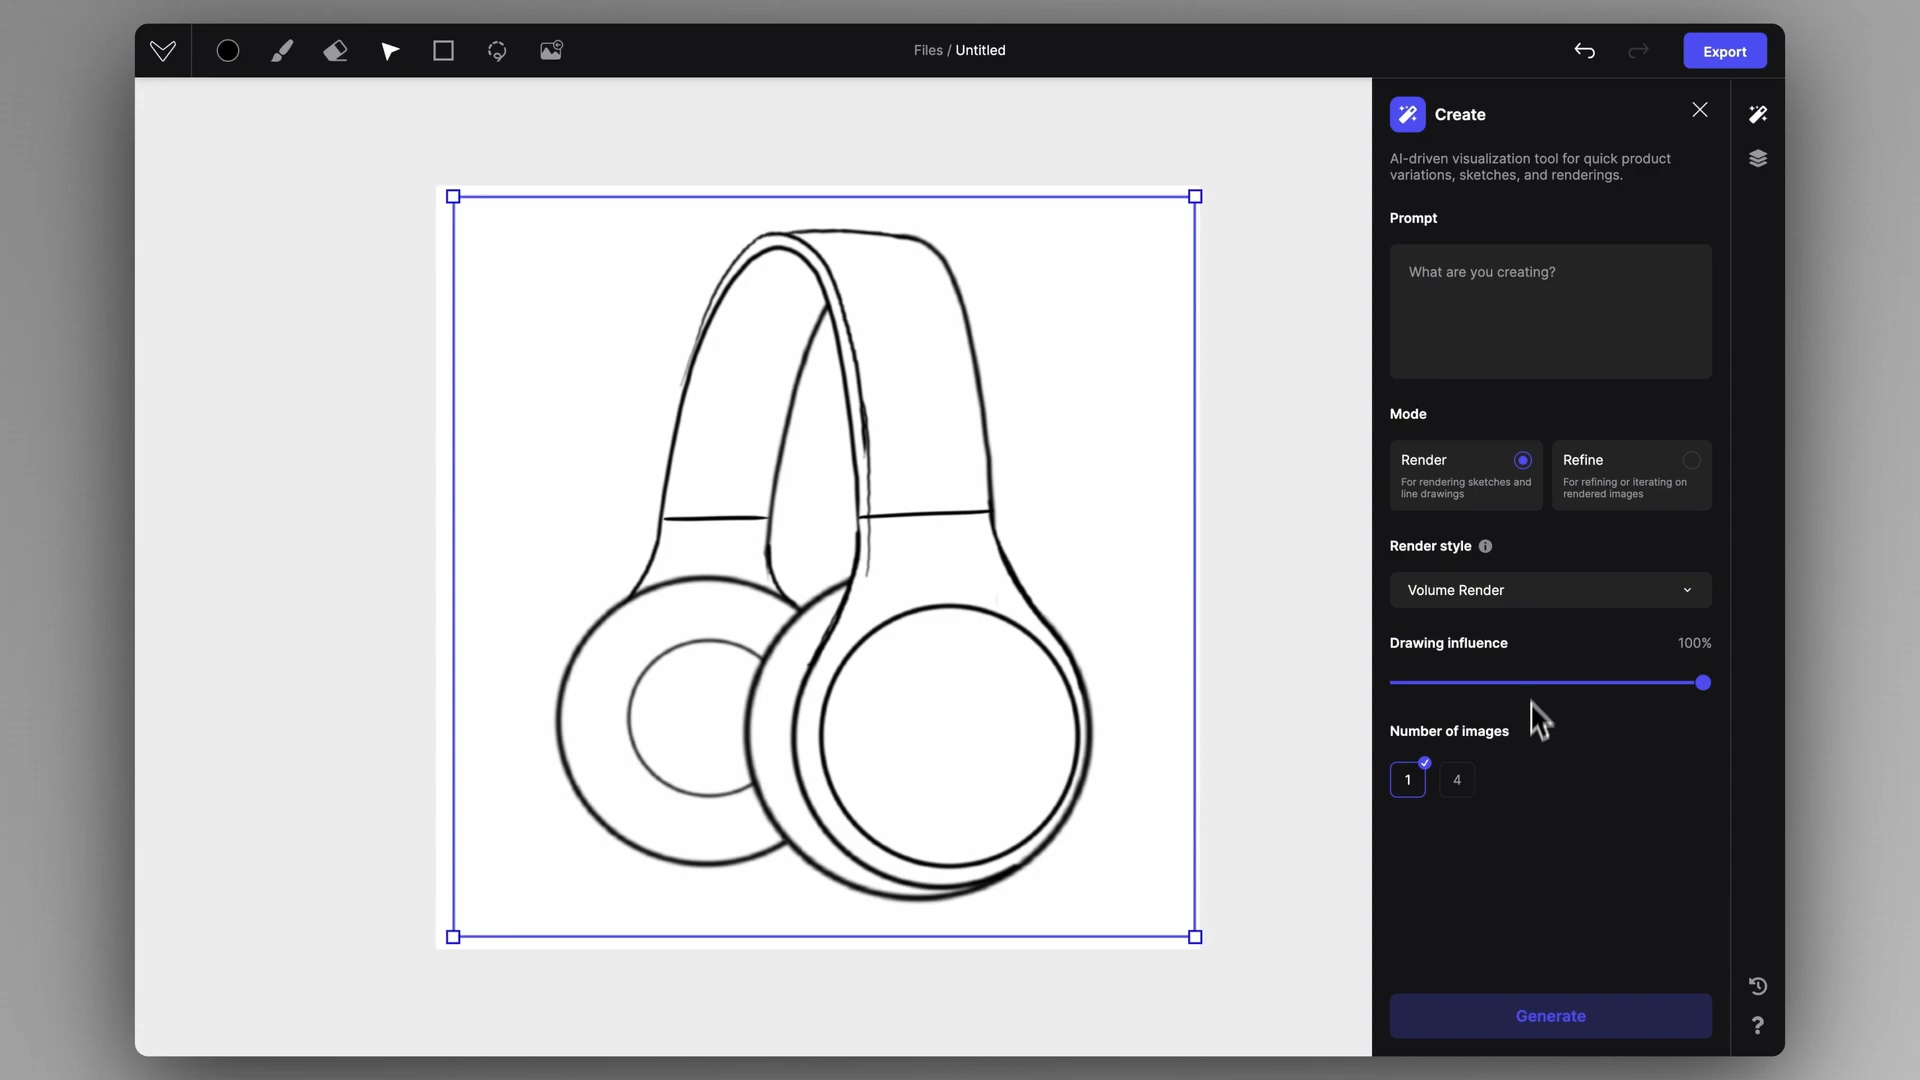 Files / Untitled
Export
Create
AI-driven visualization tool for quick product
variations, sketches, and renderings.
Prompt
What are you creating?
Mode
Render
For rendering sketches and
line drawings
Refine
For refining or iterating on
rendered images
Render style
Volume Render
Drawing influence
100%
Number of images
1
4
Generate